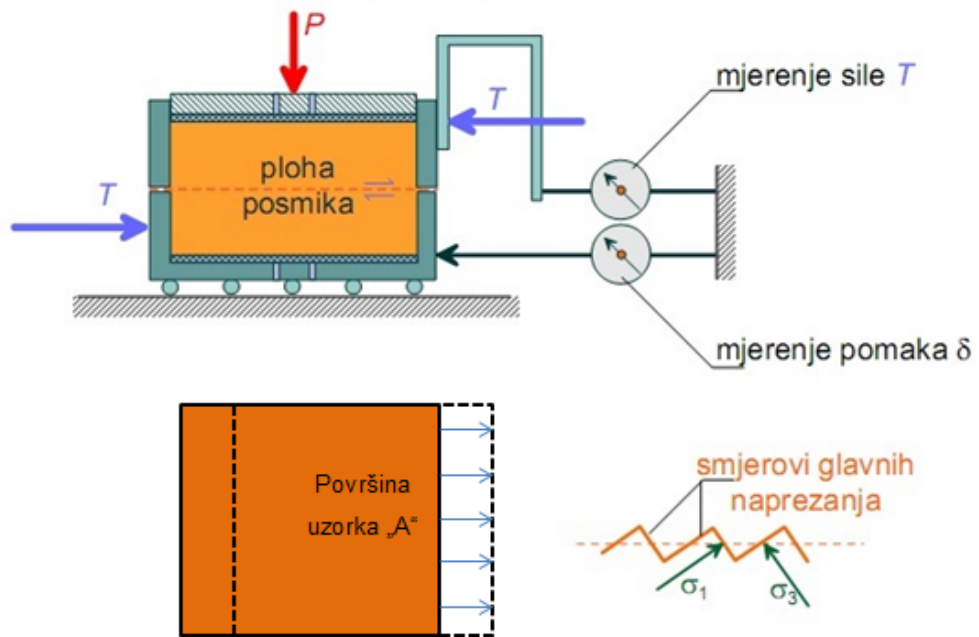 P
mjerenje sile T
T
ploha
posmika
T
mjerenje pomaka δ
Površina
uzorka „A“
smjerovi glavnih
naprezanja
σ1
σ3